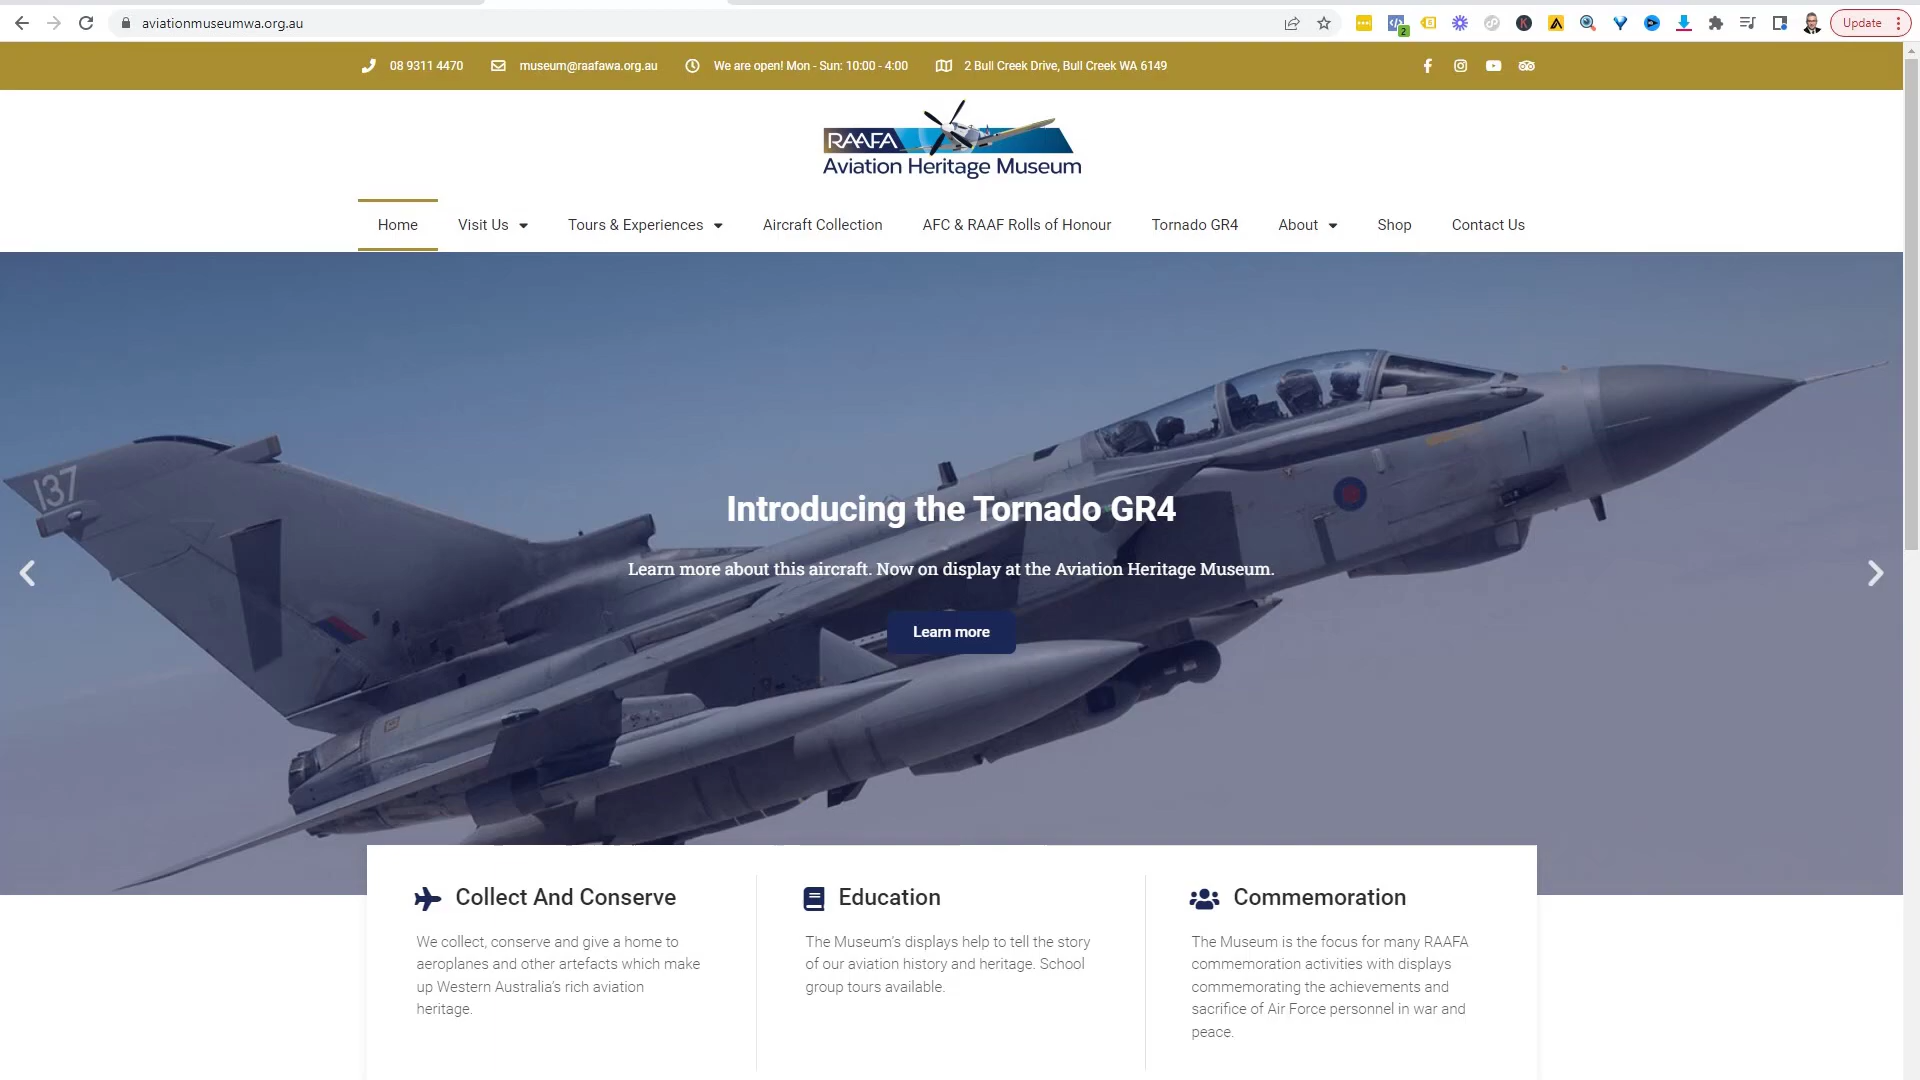 aviationmuseumwa.org.au
2
Update
08 9311 4470 museum@raafawa.org.au We are open! Mon - Sun: 10:00 - 4:00 2 Bull Creek Drive, Bull Creek WA 6149
RAAFA
Aviation Heritage Museum
Home Visit Us Tours & Experiences Aircraft Collection AFC & RAAF Rolls of Honour Tornado GR4 About Shop Contact Us
137
Introducing the Tornado GR4
Learn more about this aircraft. Now on display at the Aviation Heritage Museum.
Learn more
Collect And Conserve
We collect, conserve and give a home to
aeroplanes and other artefacts which make
up Western Australia's rich aviation
heritage.
Education
The Museum's displays help to tell the story
of our aviation history and heritage. School
group tours available.
Commemoration
The Museum is the focus for many RAAFA
commemoration activities with displays
commemorating the achievements and
sacrifice of Air Force personnel in war and
peace.